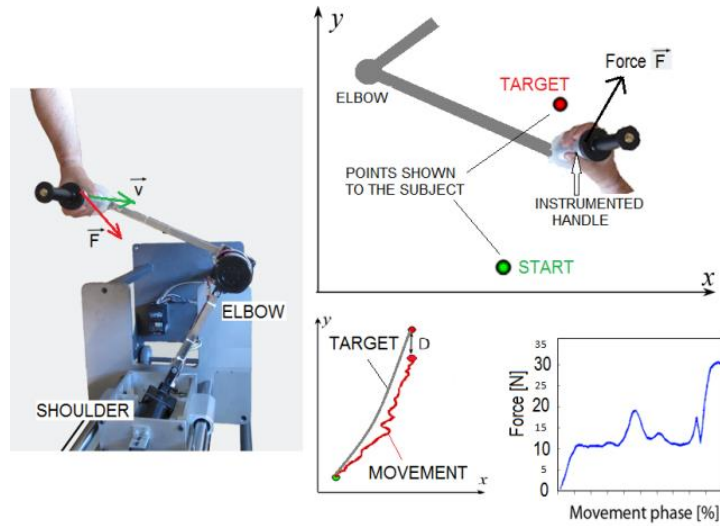 v
F
ELBOW
SHOULDER
y
ELBOW
TARGET
Force F
POINTS SHOWN
TO THE SUBJECT
INSTRUMENTED
HANDLE
START
x
y
TARGET
D
MOVEMENT
x
Force [N]
35
30
25
20
15
10
5
0
Movement phase [%]